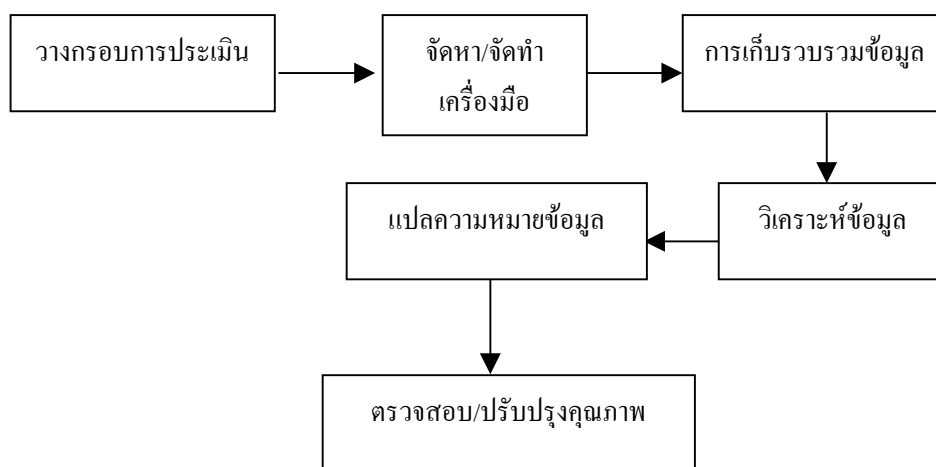 วางกรอบการประเมิน
จัดหา/จัดทำ
เครื่องมือ
การเก็บรวบรวมข้อมูล
วิเคราะห์ข้อมูล
แปลความหมายข้อมูล
ตรวจสอบ/ปรับปรุงคุณภาพ